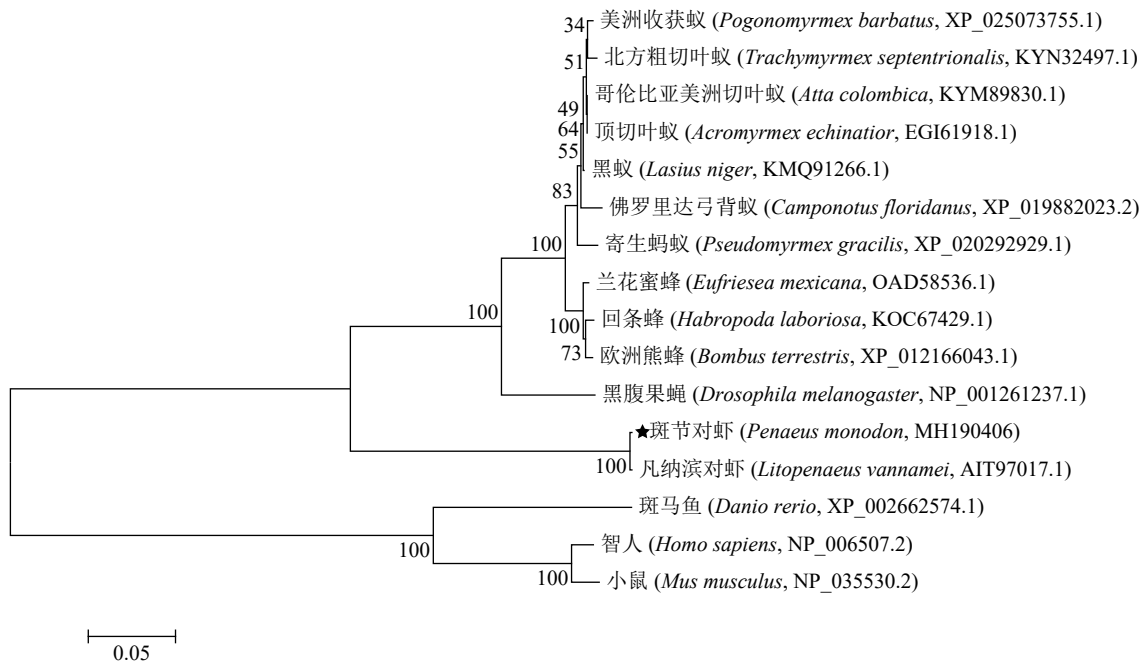 34
美洲收获蚁 (Pogonomyrmex barbatus, XP_025073755.1)
51
北方粗切叶蚁 (Trachymyrmex septentrionalis, KYN32497.1)
哥伦比亚美洲切叶蚁 (Atta colombica, KYM89830.1)
49
64
顶切叶蚁 (Acromyrmex echinatior, EGI61918.1)
55
黑蚁 (Lasius niger, KMQ91266.1)
83
佛罗里达弓背蚁 (Camponotus floridanus, XP_019882023.2)
100
寄生蚂蚁 (Pseudomyrmex gracilis, XP_020292929.1)
兰花蜜蜂 (Eufriesea mexicana, OAD58536.1)
100
100
回条蜂 (Habropoda laboriosa, KOC67429.1)
73
欧洲熊蜂 (Bombus terrestris, XP_012166043.1)
黑腹果蝇 (Drosophila melanogaster, NP_001261237.1)
★斑节对虾 (Penaeus monodon, MH190406)
100
凡纳滨对虾 (Litopenaeus vannamei, AIT97017.1)
斑马鱼 (Danio rerio, XP_002662574.1)
100
智人 (Homo sapiens, NP_006507.2)
100
小鼠 (Mus musculus, NP_035530.2)
0.05